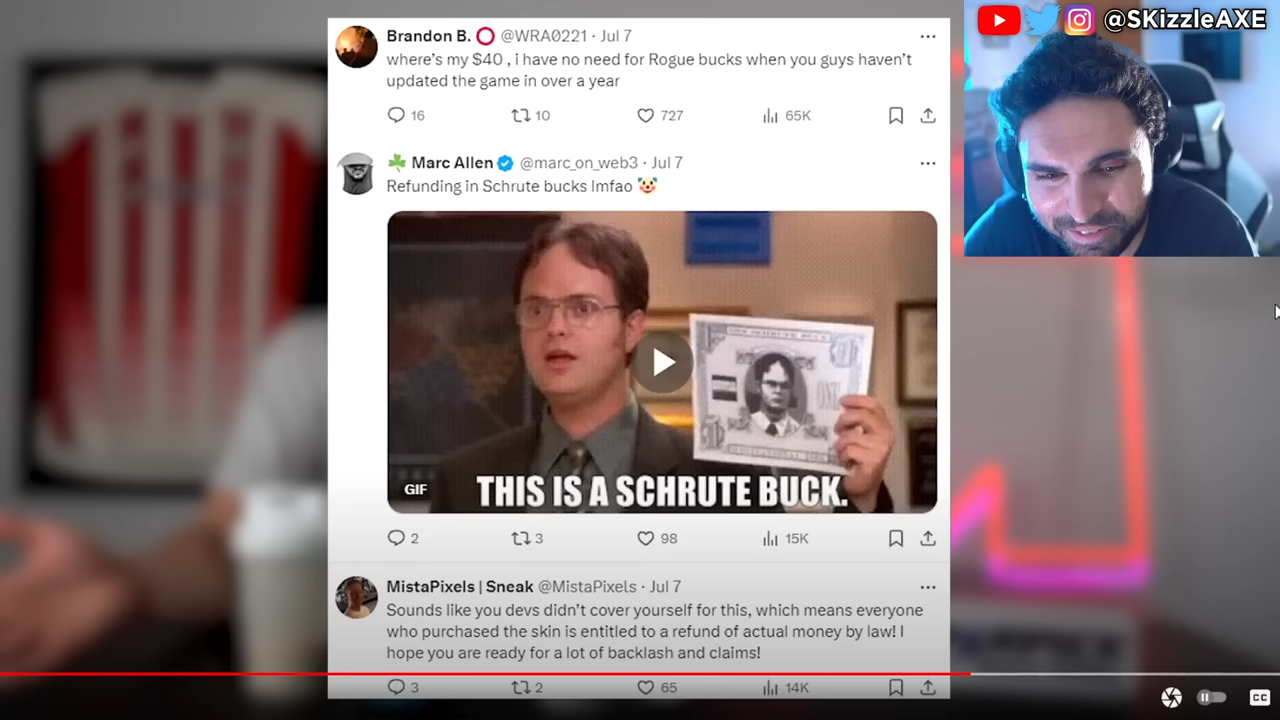 @SKizzleAXE
Brandon B. @WRA0221 · Jul 7
where's my $40 , i have no need for Rogue bucks when you guys haven't
updated the game in over a year
16 10 727 65K
Marc Allen @marc_on_web3 · Jul 7
Refunding in Schrute bucks lmfao 🤡
ONE
THIS IS A SCHRUTE BUCK.
GIF
2 3 98 15K
MistaPixels | Sneak @MistaPixels · Jul 7
Sounds like you devs didn't cover yourself for this, which means everyone
who purchased the skin is entitled to a refund of actual money by law! I
hope you are ready for a lot of backlash and claims!
3 2 65 14K
CC